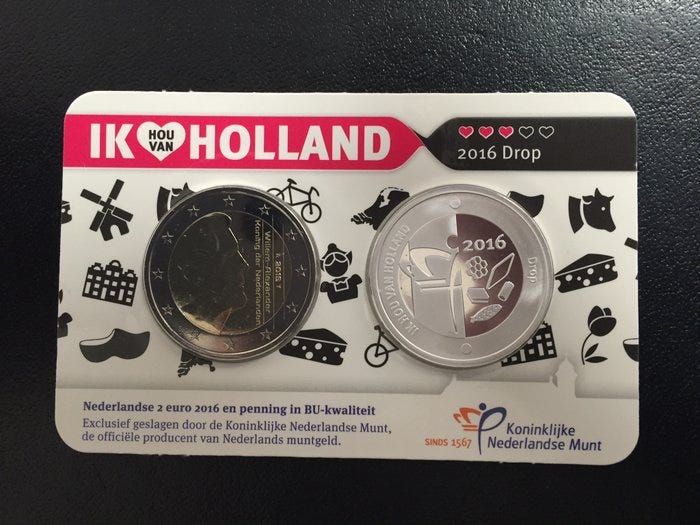 IK HOU VAN HOLLAND
2016 Drop
Willem-Alexander
Koning der Nederlanden
2016
IK HOU VAN HOLLAND
2016
Drop
Nederlandse 2 euro 2016 en penning in BU-kwaliteit
Exclusief geslagen door de Koninklijke Nederlandse Munt,
de officiële producent van Nederlands muntgeld.
SINDS 1567
Koninklijke
Nederlandse Munt